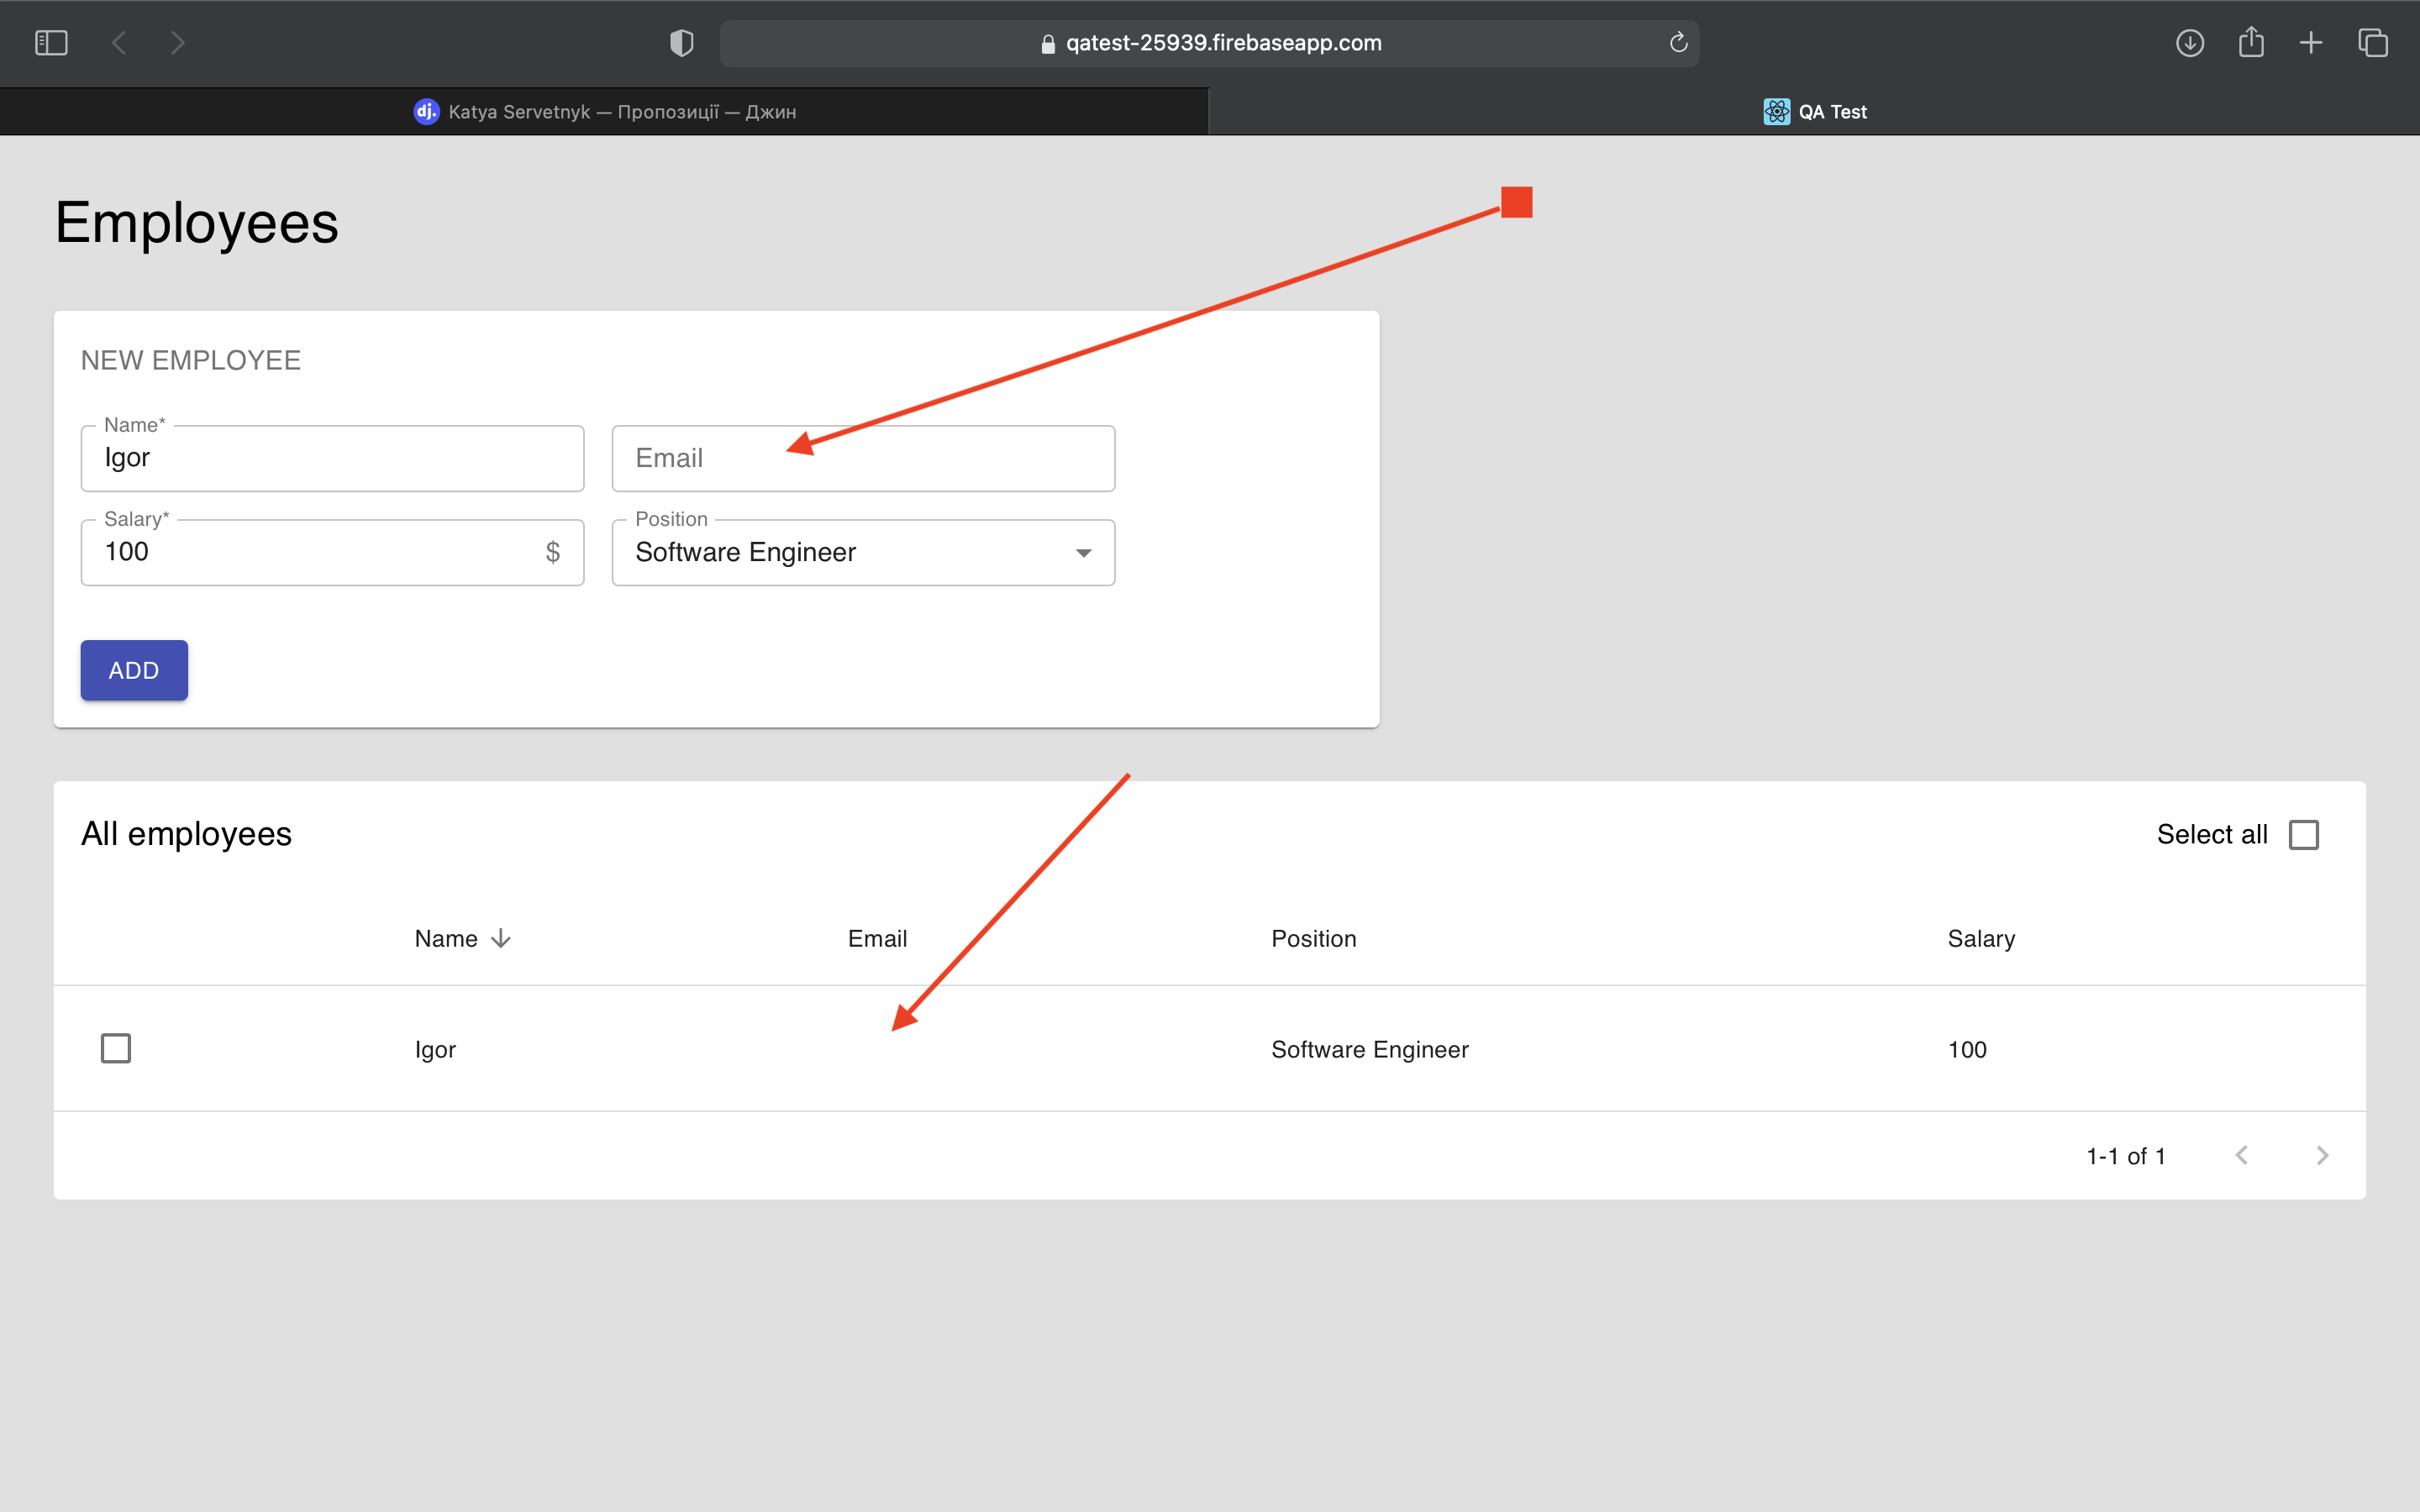 qatest-25939.firebaseapp.com
dj. Katya Servetnyk — Пропозиції — Джин
QA Test
Employees
NEW EMPLOYEE
Name*
Igor
Email
Salary*
100 $
Position
Software Engineer
ADD
All employees
Select all
Name Email Position Salary
Igor Software Engineer 100
1-1 of 1